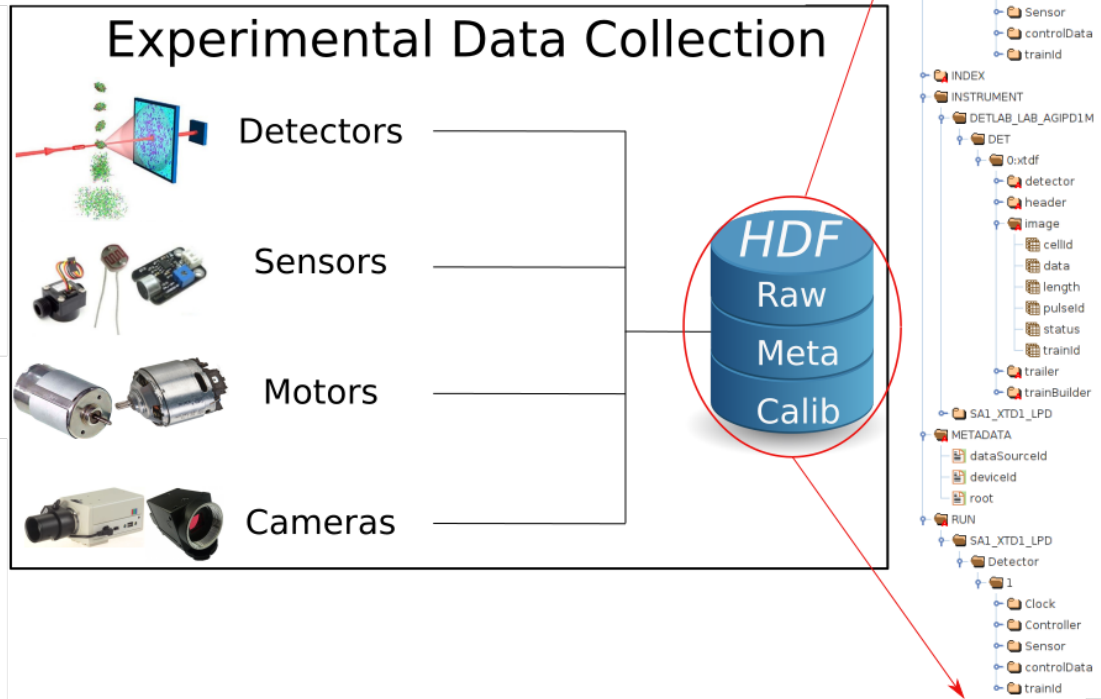 Experimental Data Collection
Detectors
Sensors
Motors
Cameras
HDF
Raw
Meta
Calib
Sensor
controlData
trainId
INDEX
INSTRUMENT
DETLAB_LAB_AGIPD1M
DET
0:xtdf
detector
header
image
cellId
data
length
pulseId
status
trainId
trailer
trainBuilder
SA1_XTD1_LPD
METADATA
dataSourceId
deviceId
root
RUN
SA1_XTD1_LPD
Detector
1
Clock
Controller
Sensor
controlData
trainId